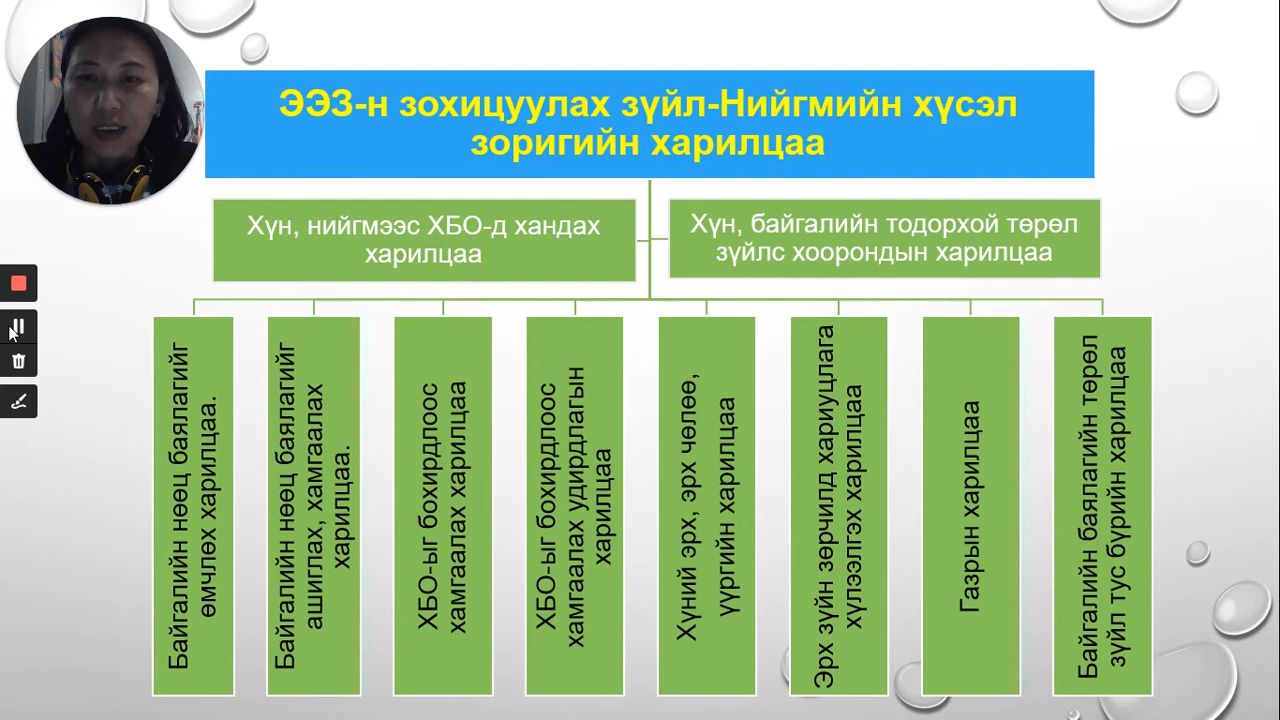 ЭЭЗ-н зохицуулах зүйл-Нийгмийн хүсэл
зоригийн харилцаа
Хүн, нийгмээс ХБО-д хандах
харилцаа
Хүн, байгалийн тодорхой төрөл
зүйлс хоорондын харилцаа
Байгалийн нөөц баялагийг
өмчлөх харилцаа.
Байгалийн нөөц баялагийг
ашиглах, хамгаалах
харилцаа.
ХБО-ыг бохирдлоос
хамгаалах харилцаа
ХБО-ыг бохирдлоос
хамгаалах удирдлагын
харилцаа
Хүний эрх, эрх чөлөө,
үүргийн харилцаа
Эрх зүйн зөрчилд хариуцлага
хүлээлгэх харилцаа
Газрын харилцаа
Байгалийн баялагийн төрөл
зүйл тус бүрийн харилцаа